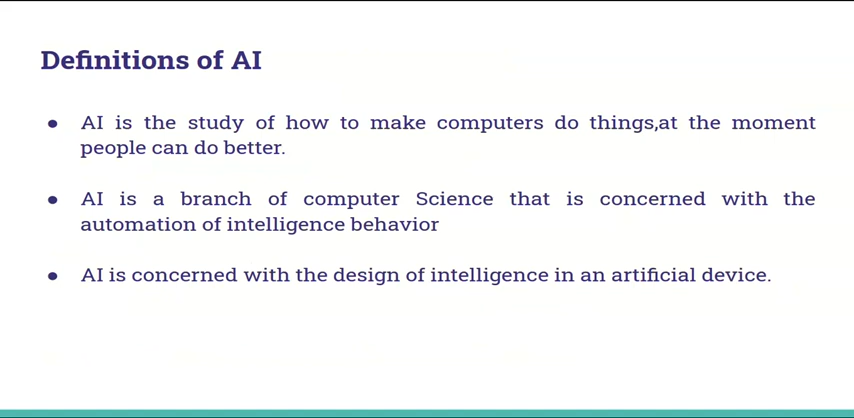 Definitions of AI
● AI is the study of how to make computers do things,at the moment
people can do better.
● AI is a branch of computer Science that is concerned with the
automation of intelligence behavior
● AI is concerned with the design of intelligence in an artificial device.